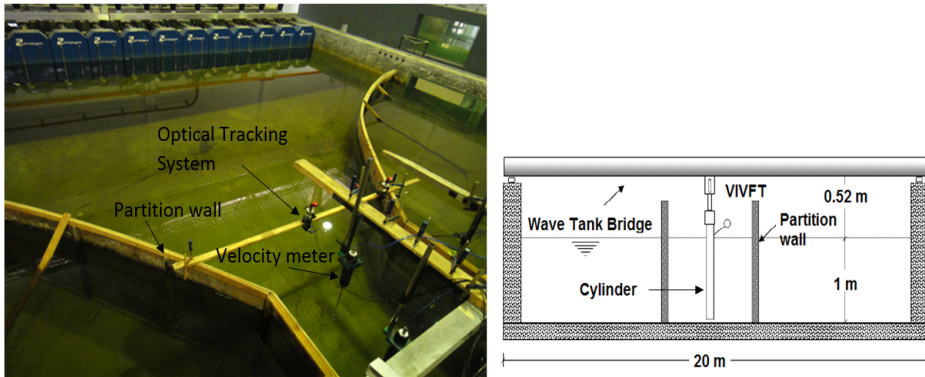 Optical Tracking
System
Partition wall
Velocity meter
VIVFT
0.52 m
Wave Tank Bridge
Partition
wall
1 m
Cylinder
20 m